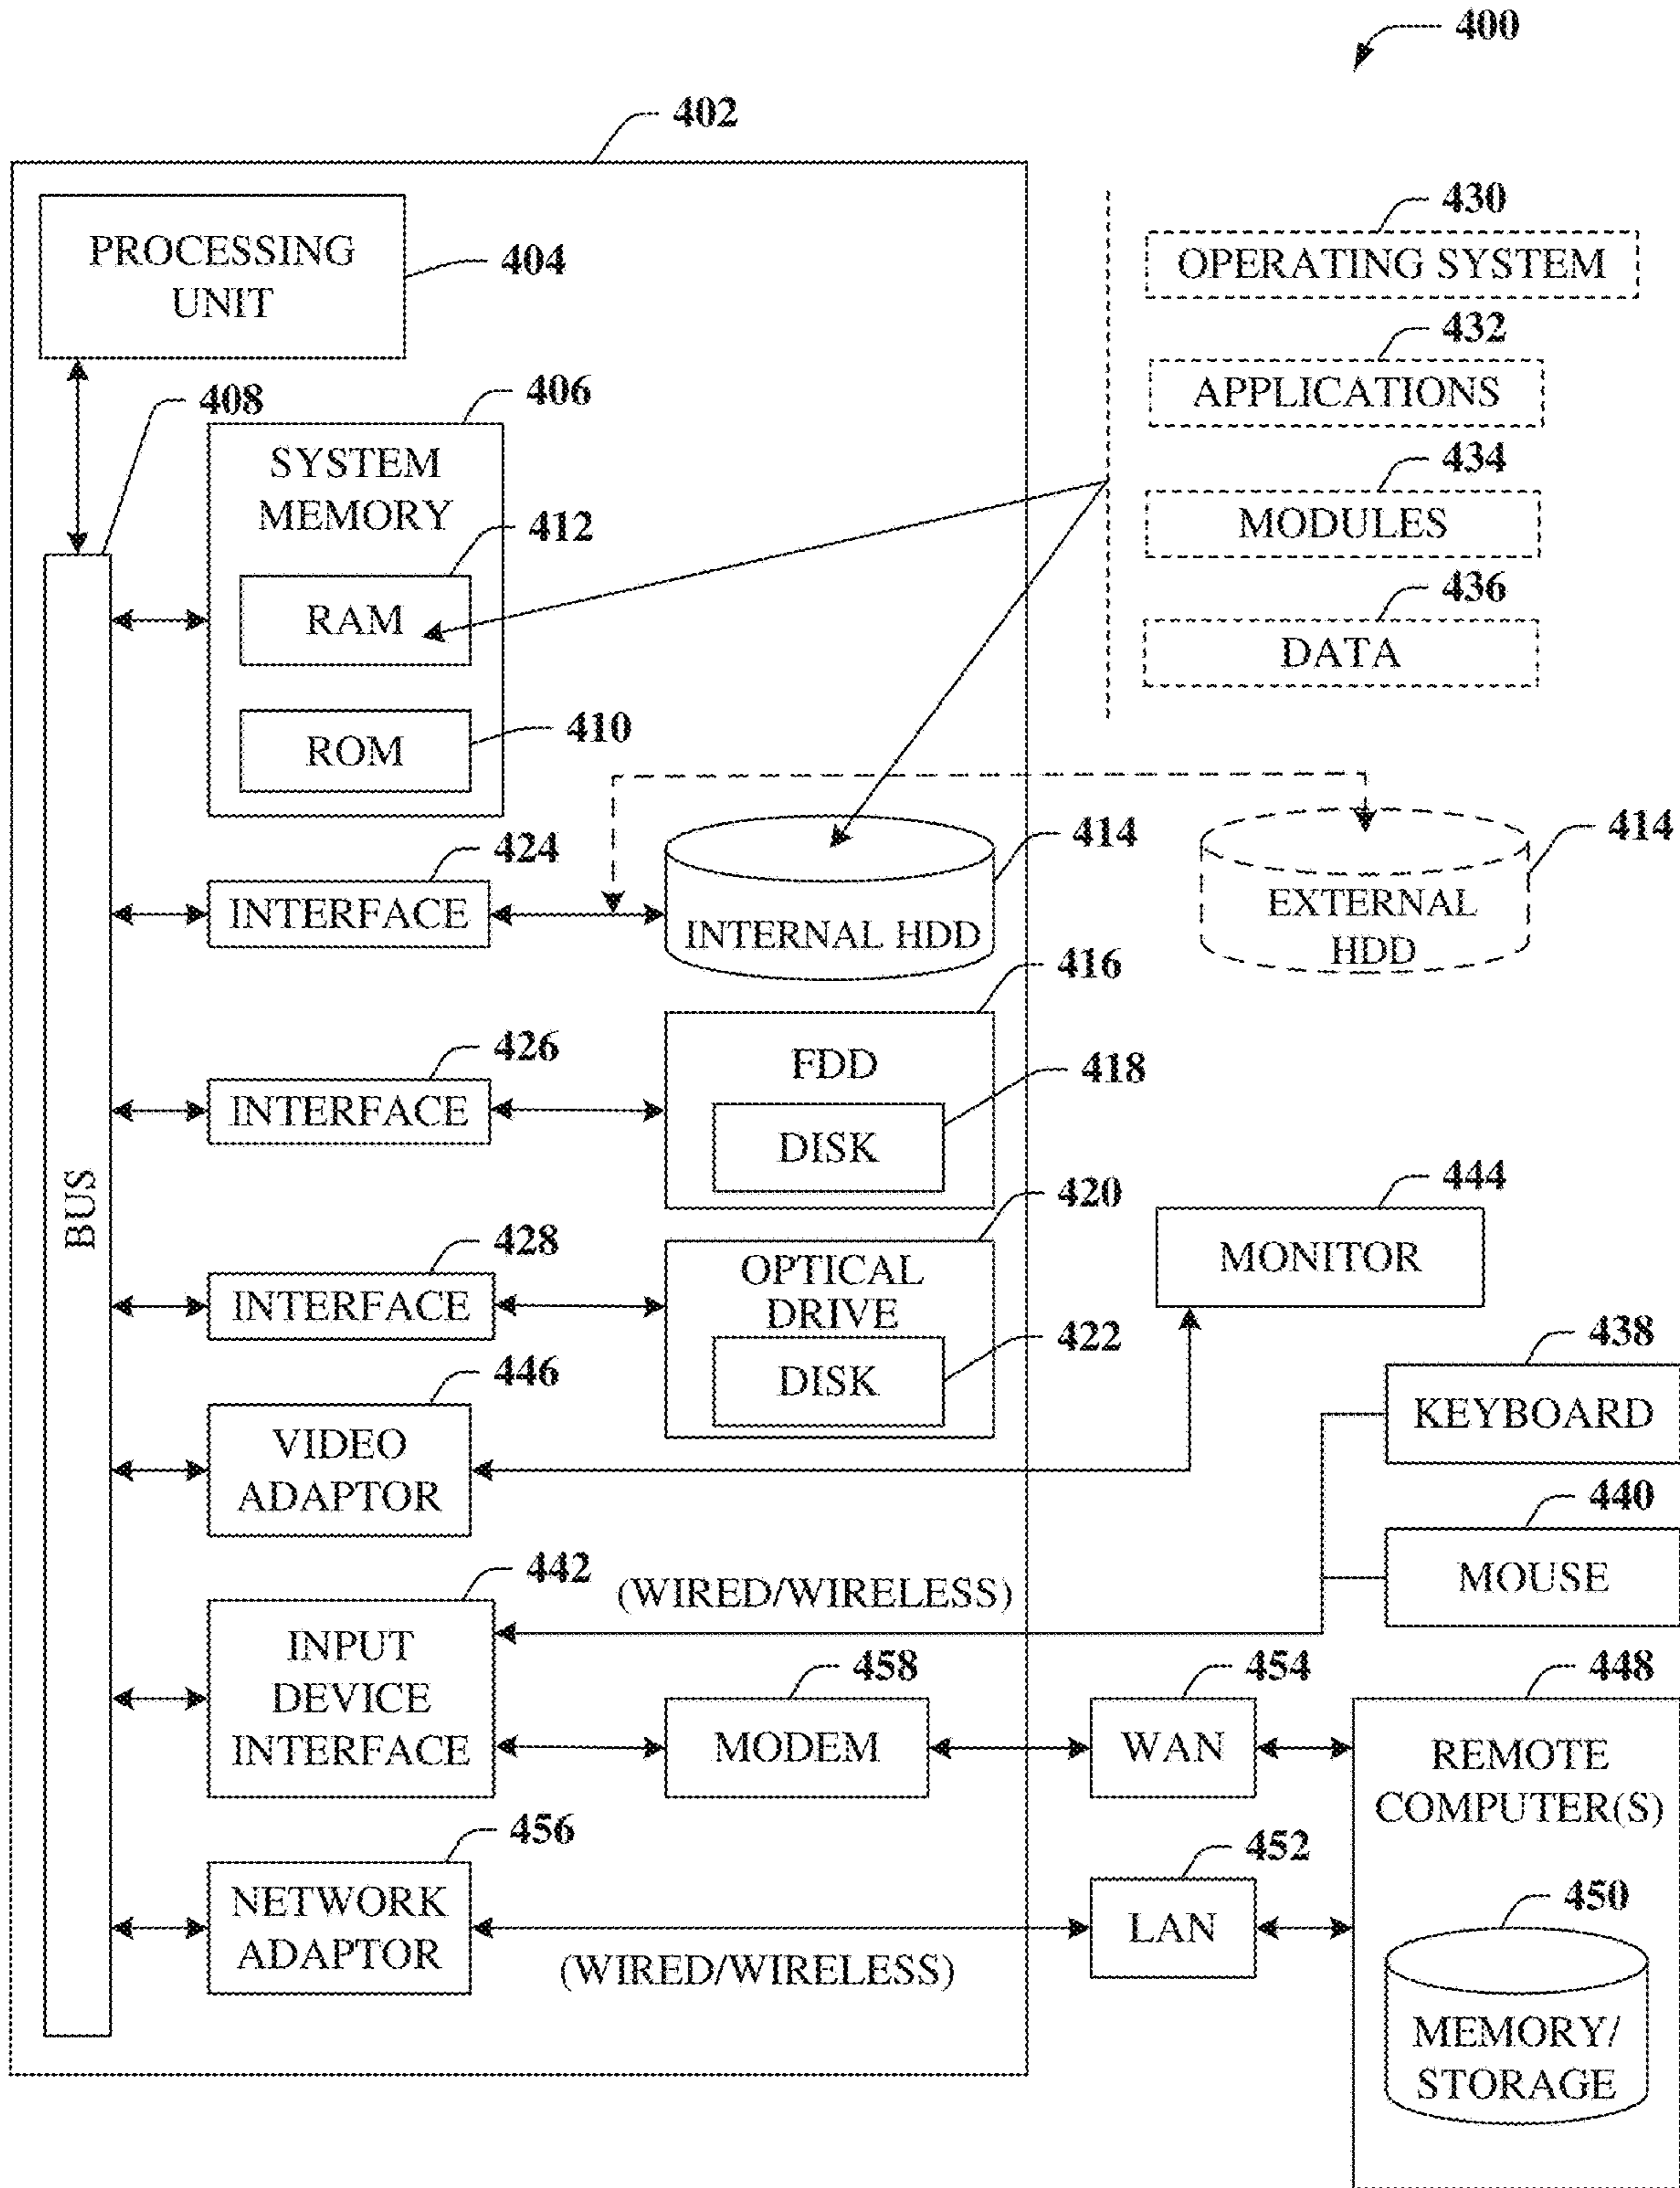 400
402
PROCESSING
UNIT
404
430
OPERATING SYSTEM
432
APPLICATIONS
434
MODULES
436
DATA
408
406
SYSTEM
MEMORY
412
RAM
410
ROM
424
INTERFACE
414
INTERNAL HDD
414
EXTERNAL
HDD
426
INTERFACE
416
FDD
418
DISK
428
INTERFACE
420
OPTICAL
DRIVE
422
DISK
BUS
444
MONITOR
446
VIDEO
ADAPTOR
438
KEYBOARD
440
MOUSE
442
INPUT
DEVICE
INTERFACE
(WIRED/WIRELESS)
458
MODEM
454
WAN
448
REMOTE
COMPUTER(S)
456
NETWORK
ADAPTOR
(WIRED/WIRELESS)
452
LAN
450
MEMORY/
STORAGE